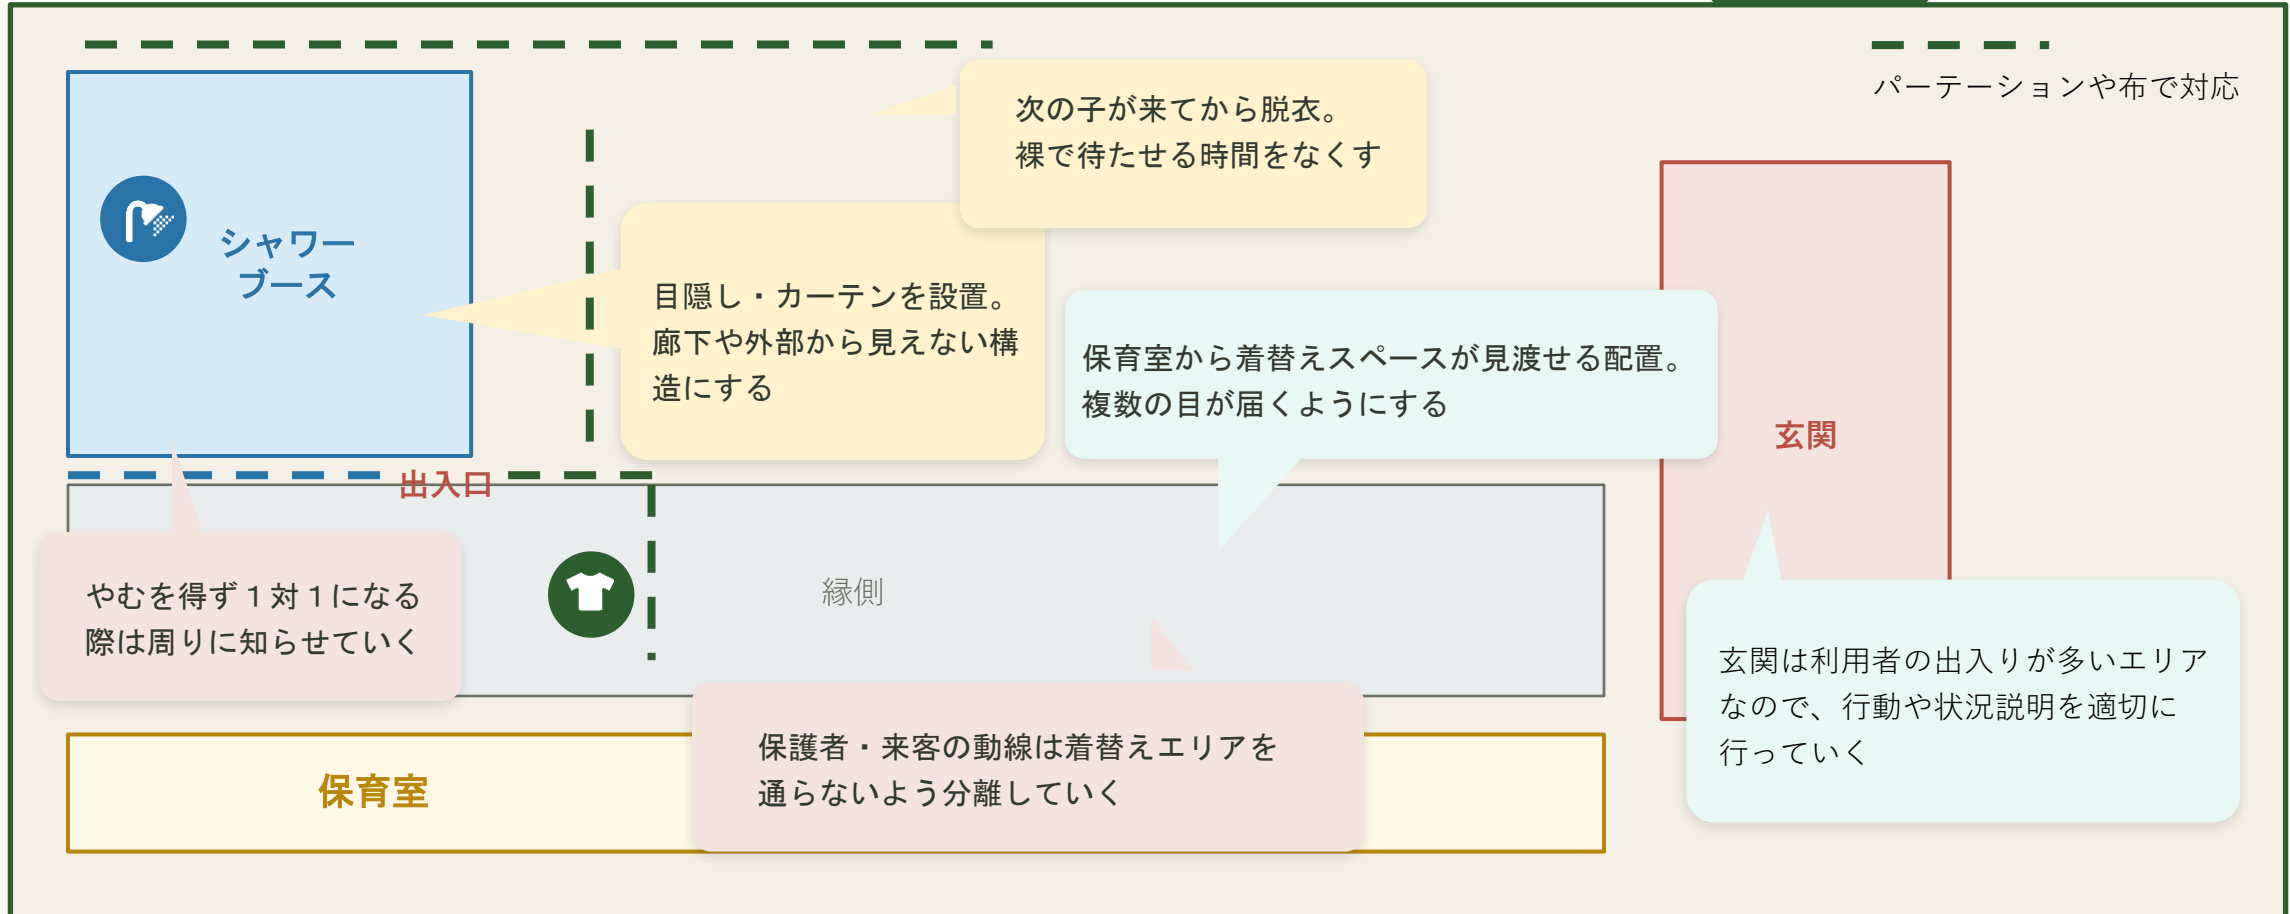 パーテーションや布で対応
次の子が来てから脱衣。
裸で待たせる時間をなくす
シャワー
ブース
目隠し・カーテンを設置。
廊下や外部から見えない構
造にする
保育室から着替えスペースが見渡せる配置。
複数の目が届くようにする
玄関
出入口
やむを得ず１対１になる
際は周りに知らせていく
縁側
玄関は利用者の出入りが多いエリア
なので、行動や状況説明を適切に
行っていく
保護者・来客の動線は着替えエリアを
通らないよう分離していく
保育室